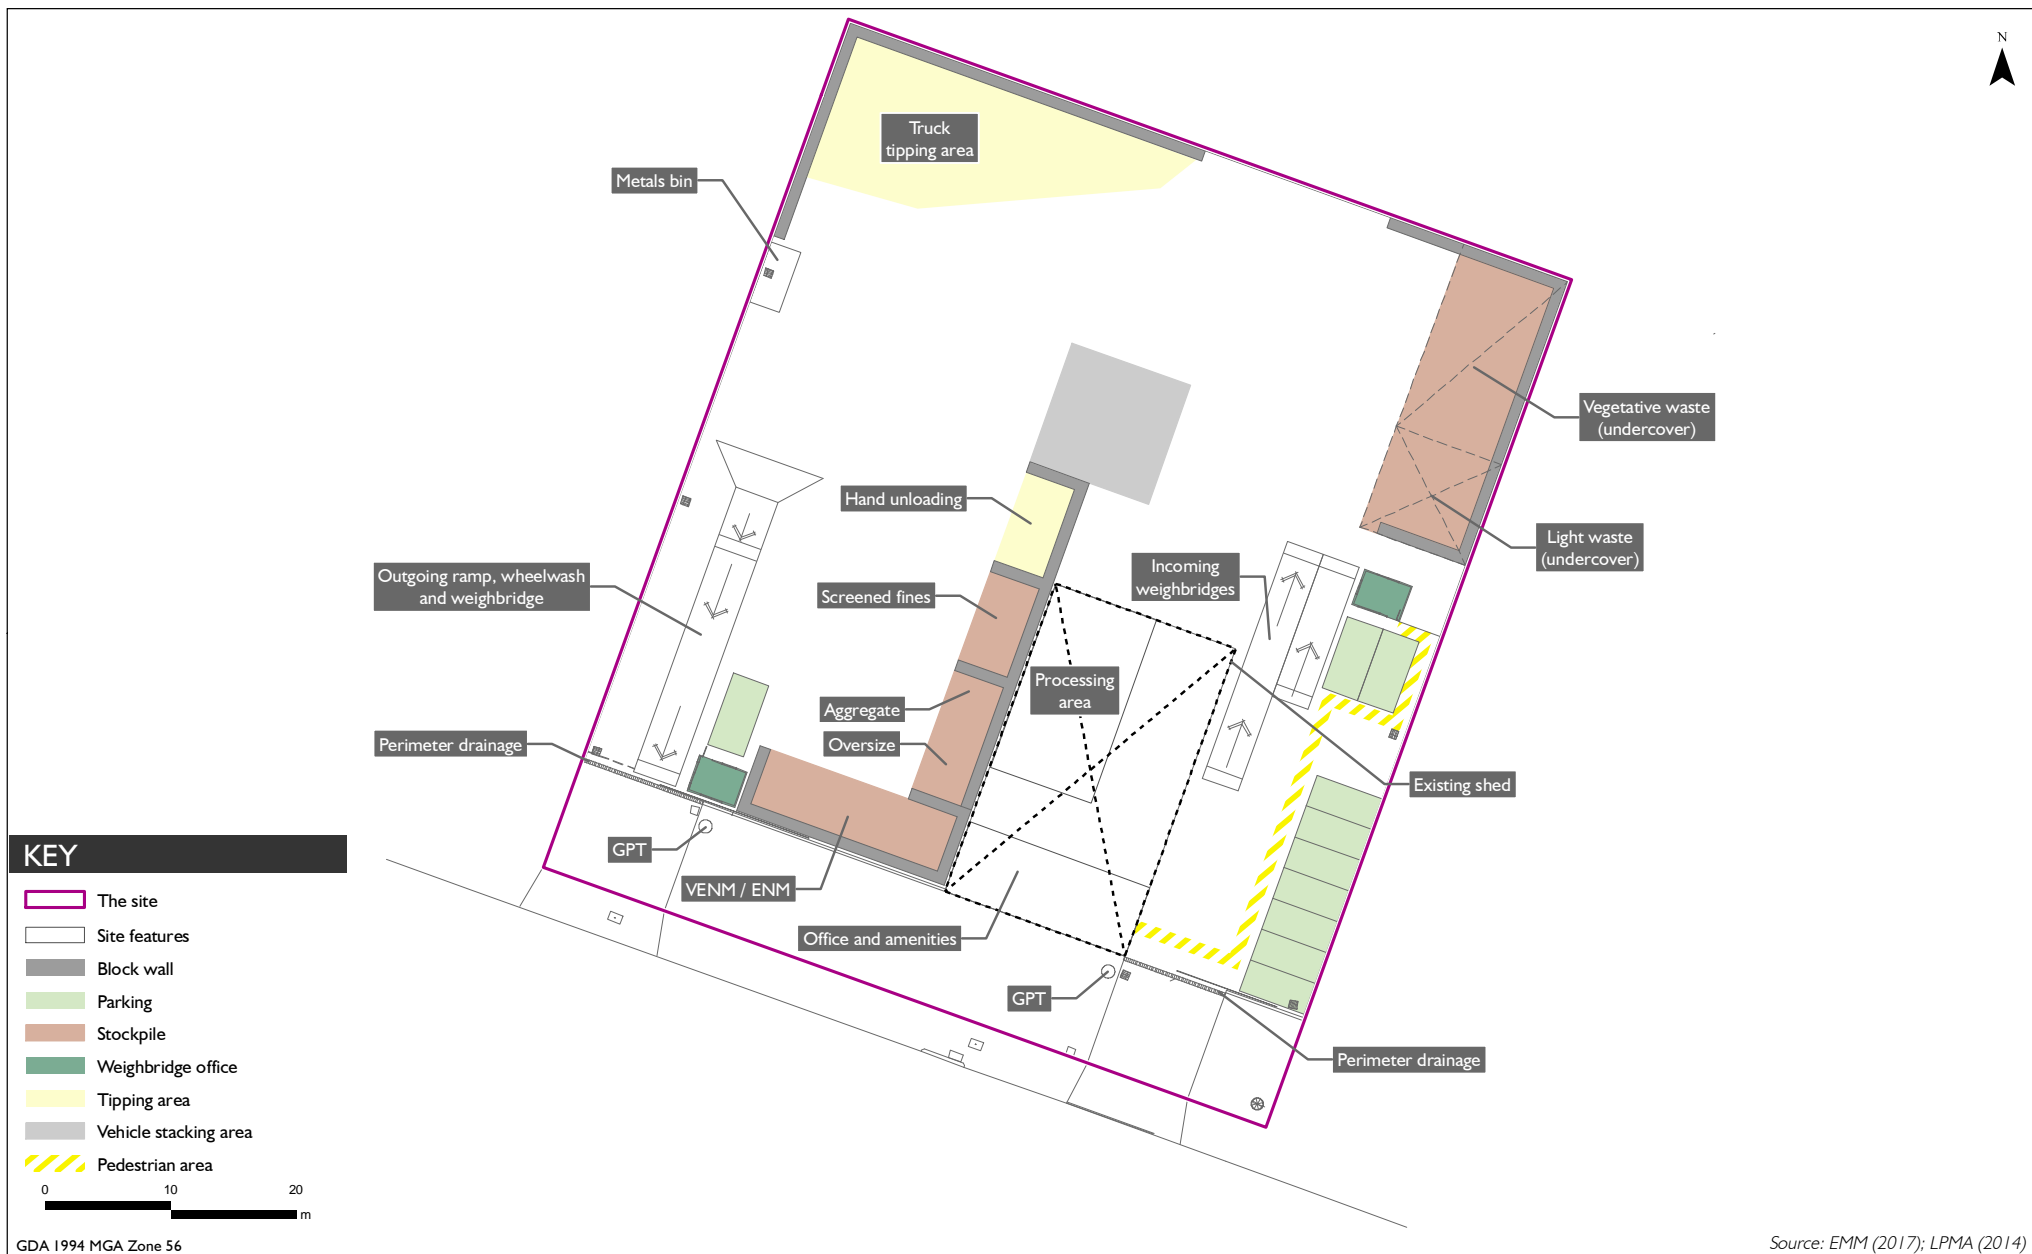 N
Truck
tipping area
Metals bin
Vegetative waste
(undercover)
Hand unloading
Light waste
(undercover)
Incoming
weighbridges
Outgoing ramp, wheelwash
and weighbridge
Screened fines
Processing
area
Aggregate
Perimeter drainage
Oversize
Existing shed
GPT
VENM / ENM
Office and amenities
GPT
Perimeter drainage
KEY
The site
Site features
Block wall
Parking
Stockpile
Weighbridge office
Tipping area
Vehicle stacking area
Pedestrian area
0 10 20
m
GDA 1994 MGA Zone 56
Source: EMM (2017); LPMA (2014)